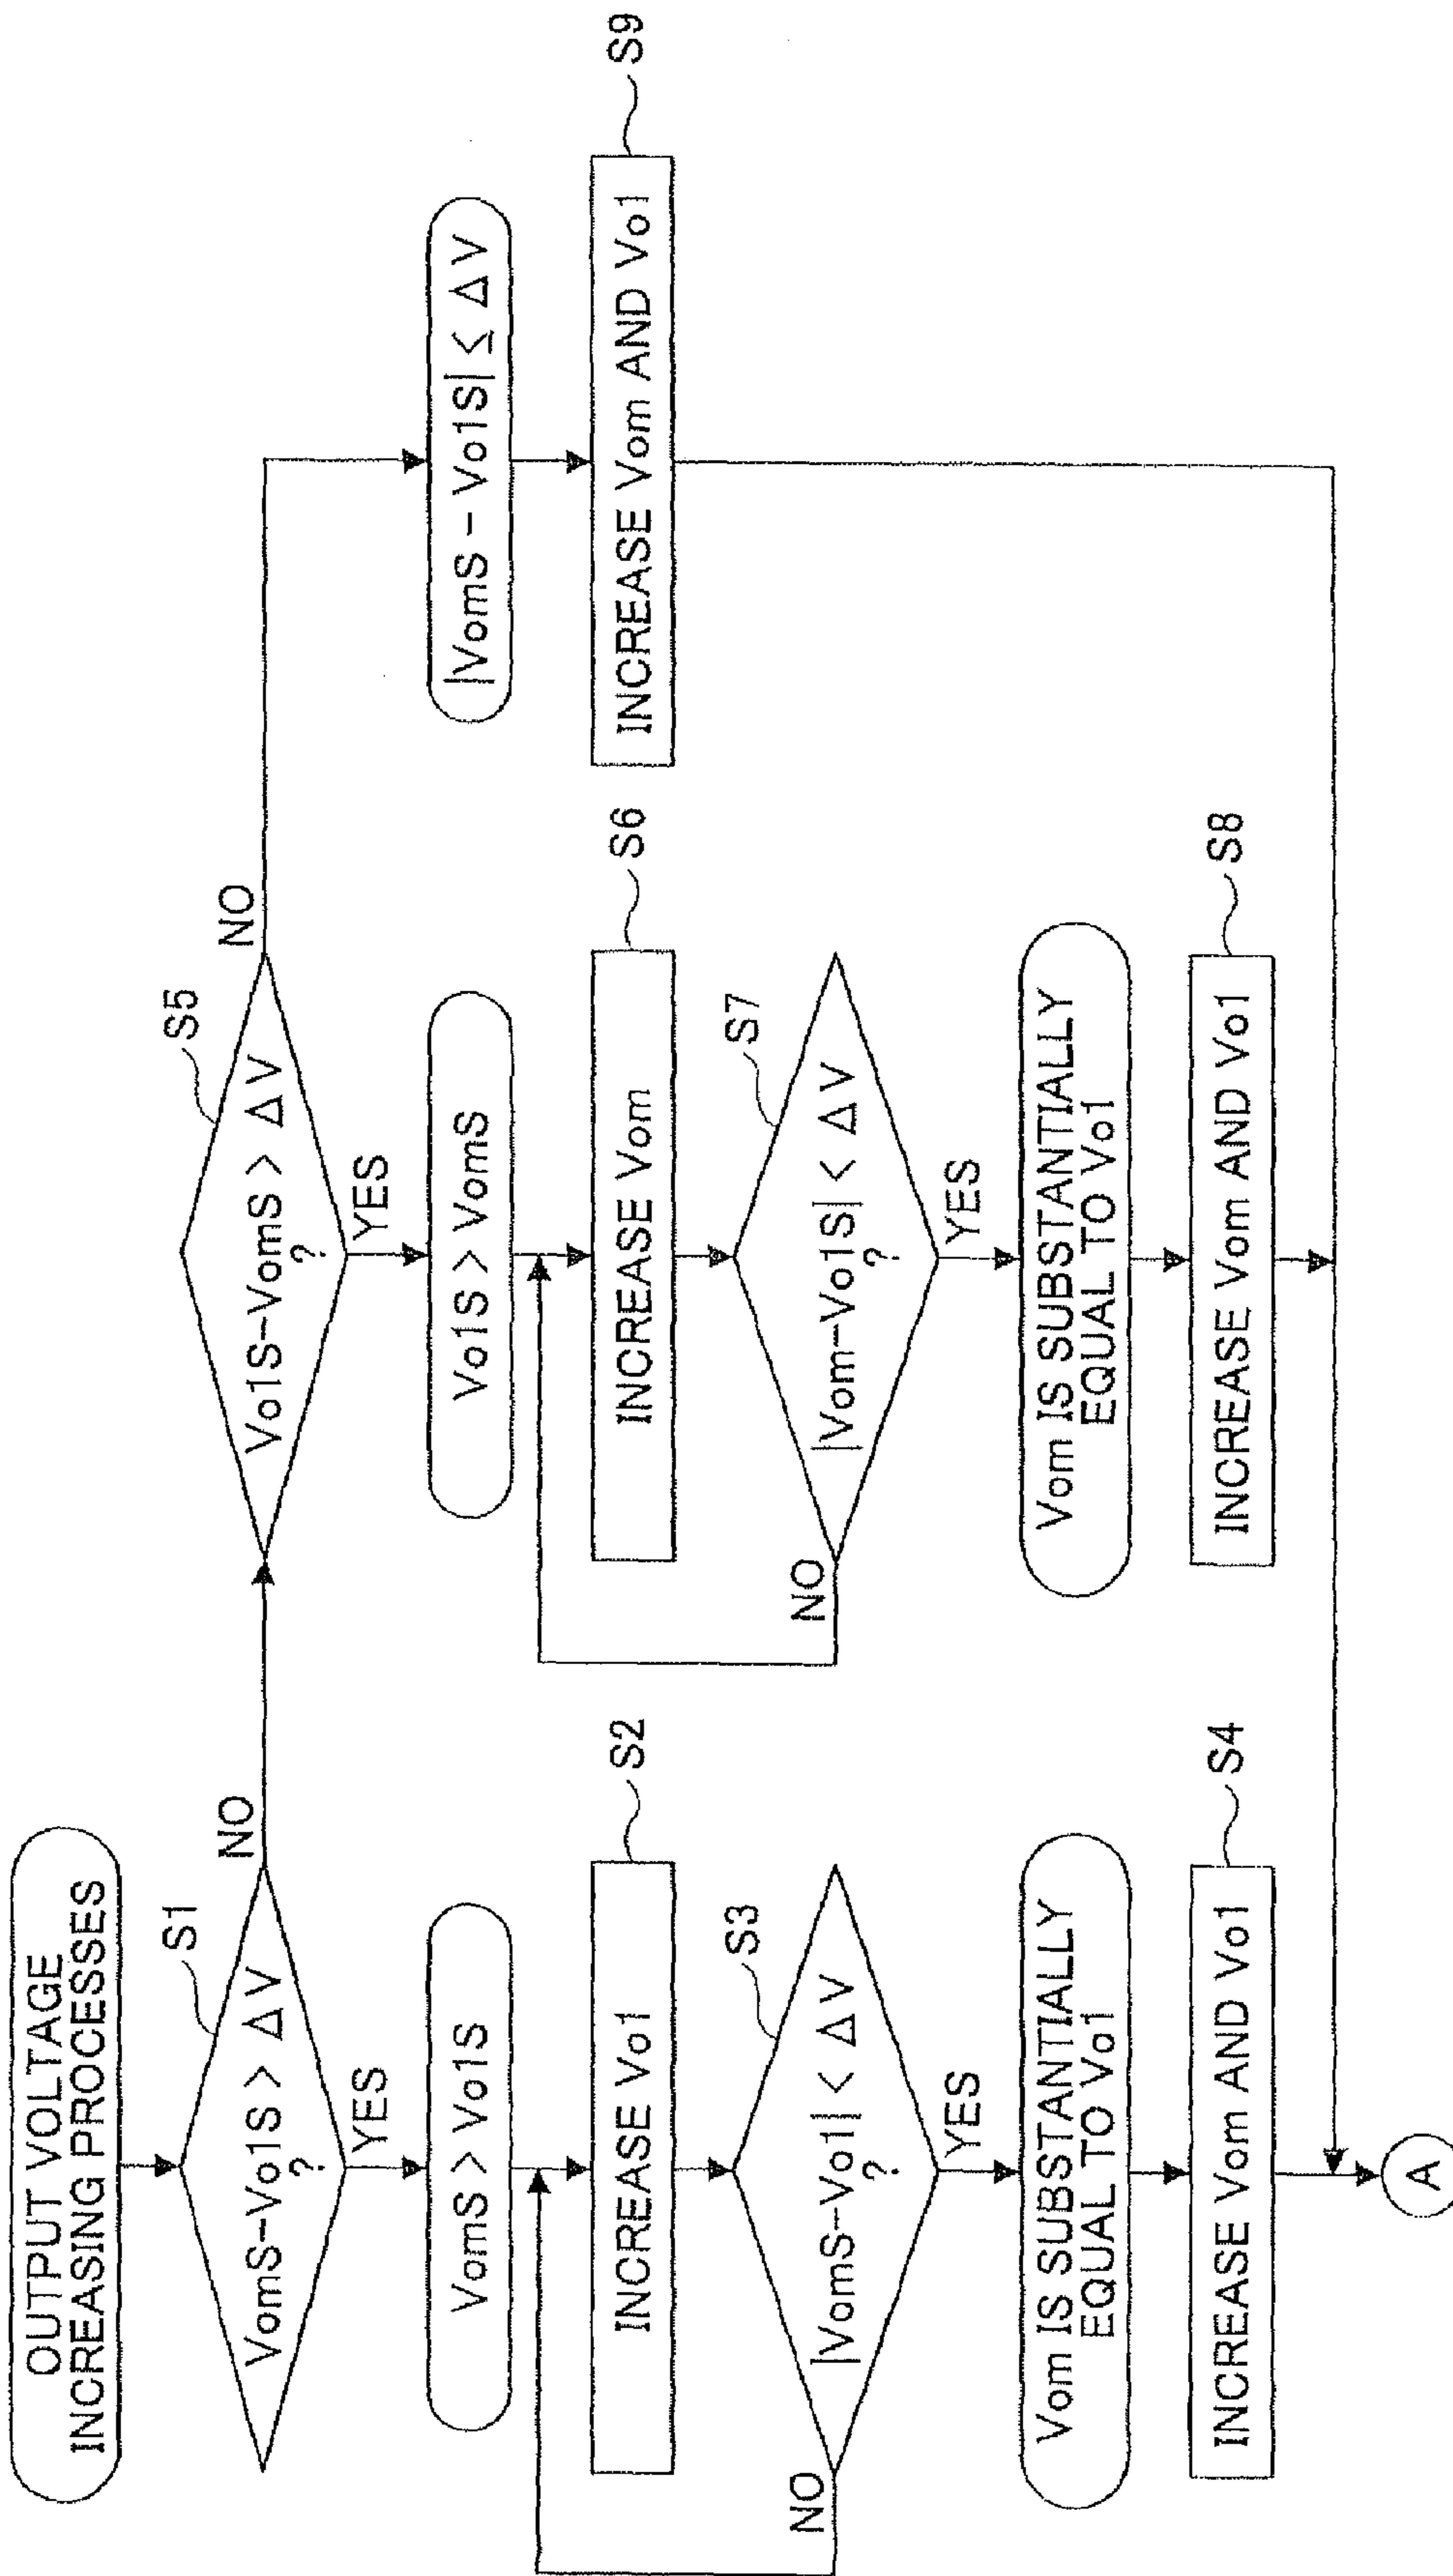 OUTPUT VOLTAGE
INCREASING PROCESSES
S1
VomS-Vo1S > ΔV
?
NO
YES
VomS > Vo1S
INCREASE Vo1
S2
S3
|VomS-Vo1| < ΔV
?
NO
YES
Vom IS SUBSTANTIALLY
EQUAL TO Vo1
INCREASE Vom AND Vo1
S4
S5
Vo1S-VomS > ΔV
?
NO
YES
Vo1S > VomS
INCREASE Vom
S6
S7
|Vom-Vo1S| < ΔV
?
NO
YES
Vom IS SUBSTANTIALLY
EQUAL TO Vo1
INCREASE Vom AND Vo1
S8
|VomS - Vo1S| ≤ ΔV
INCREASE Vom AND Vo1
S9
A